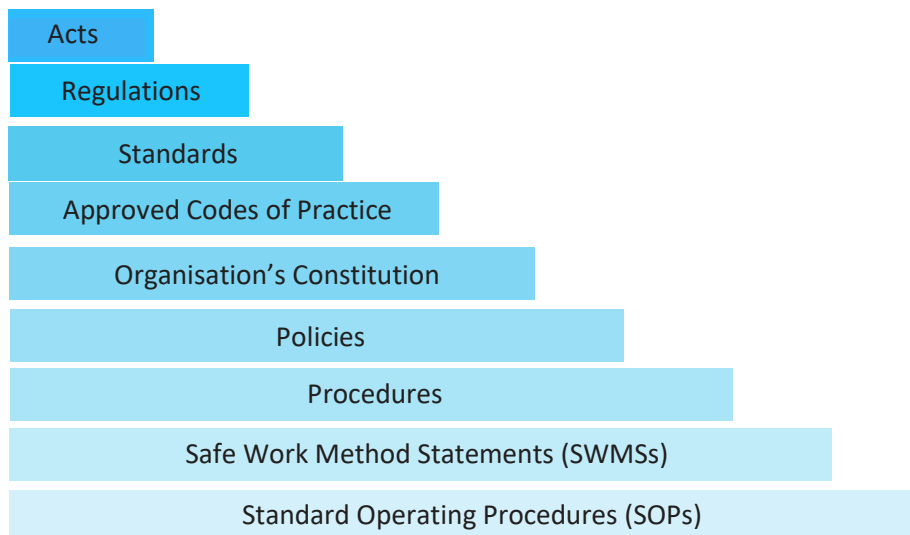 Acts
Regulations
Standards
Approved Codes of Practice
Organisation’s Constitution
Policies
Procedures
Safe Work Method Statements (SWMSs)
Standard Operating Procedures (SOPs)